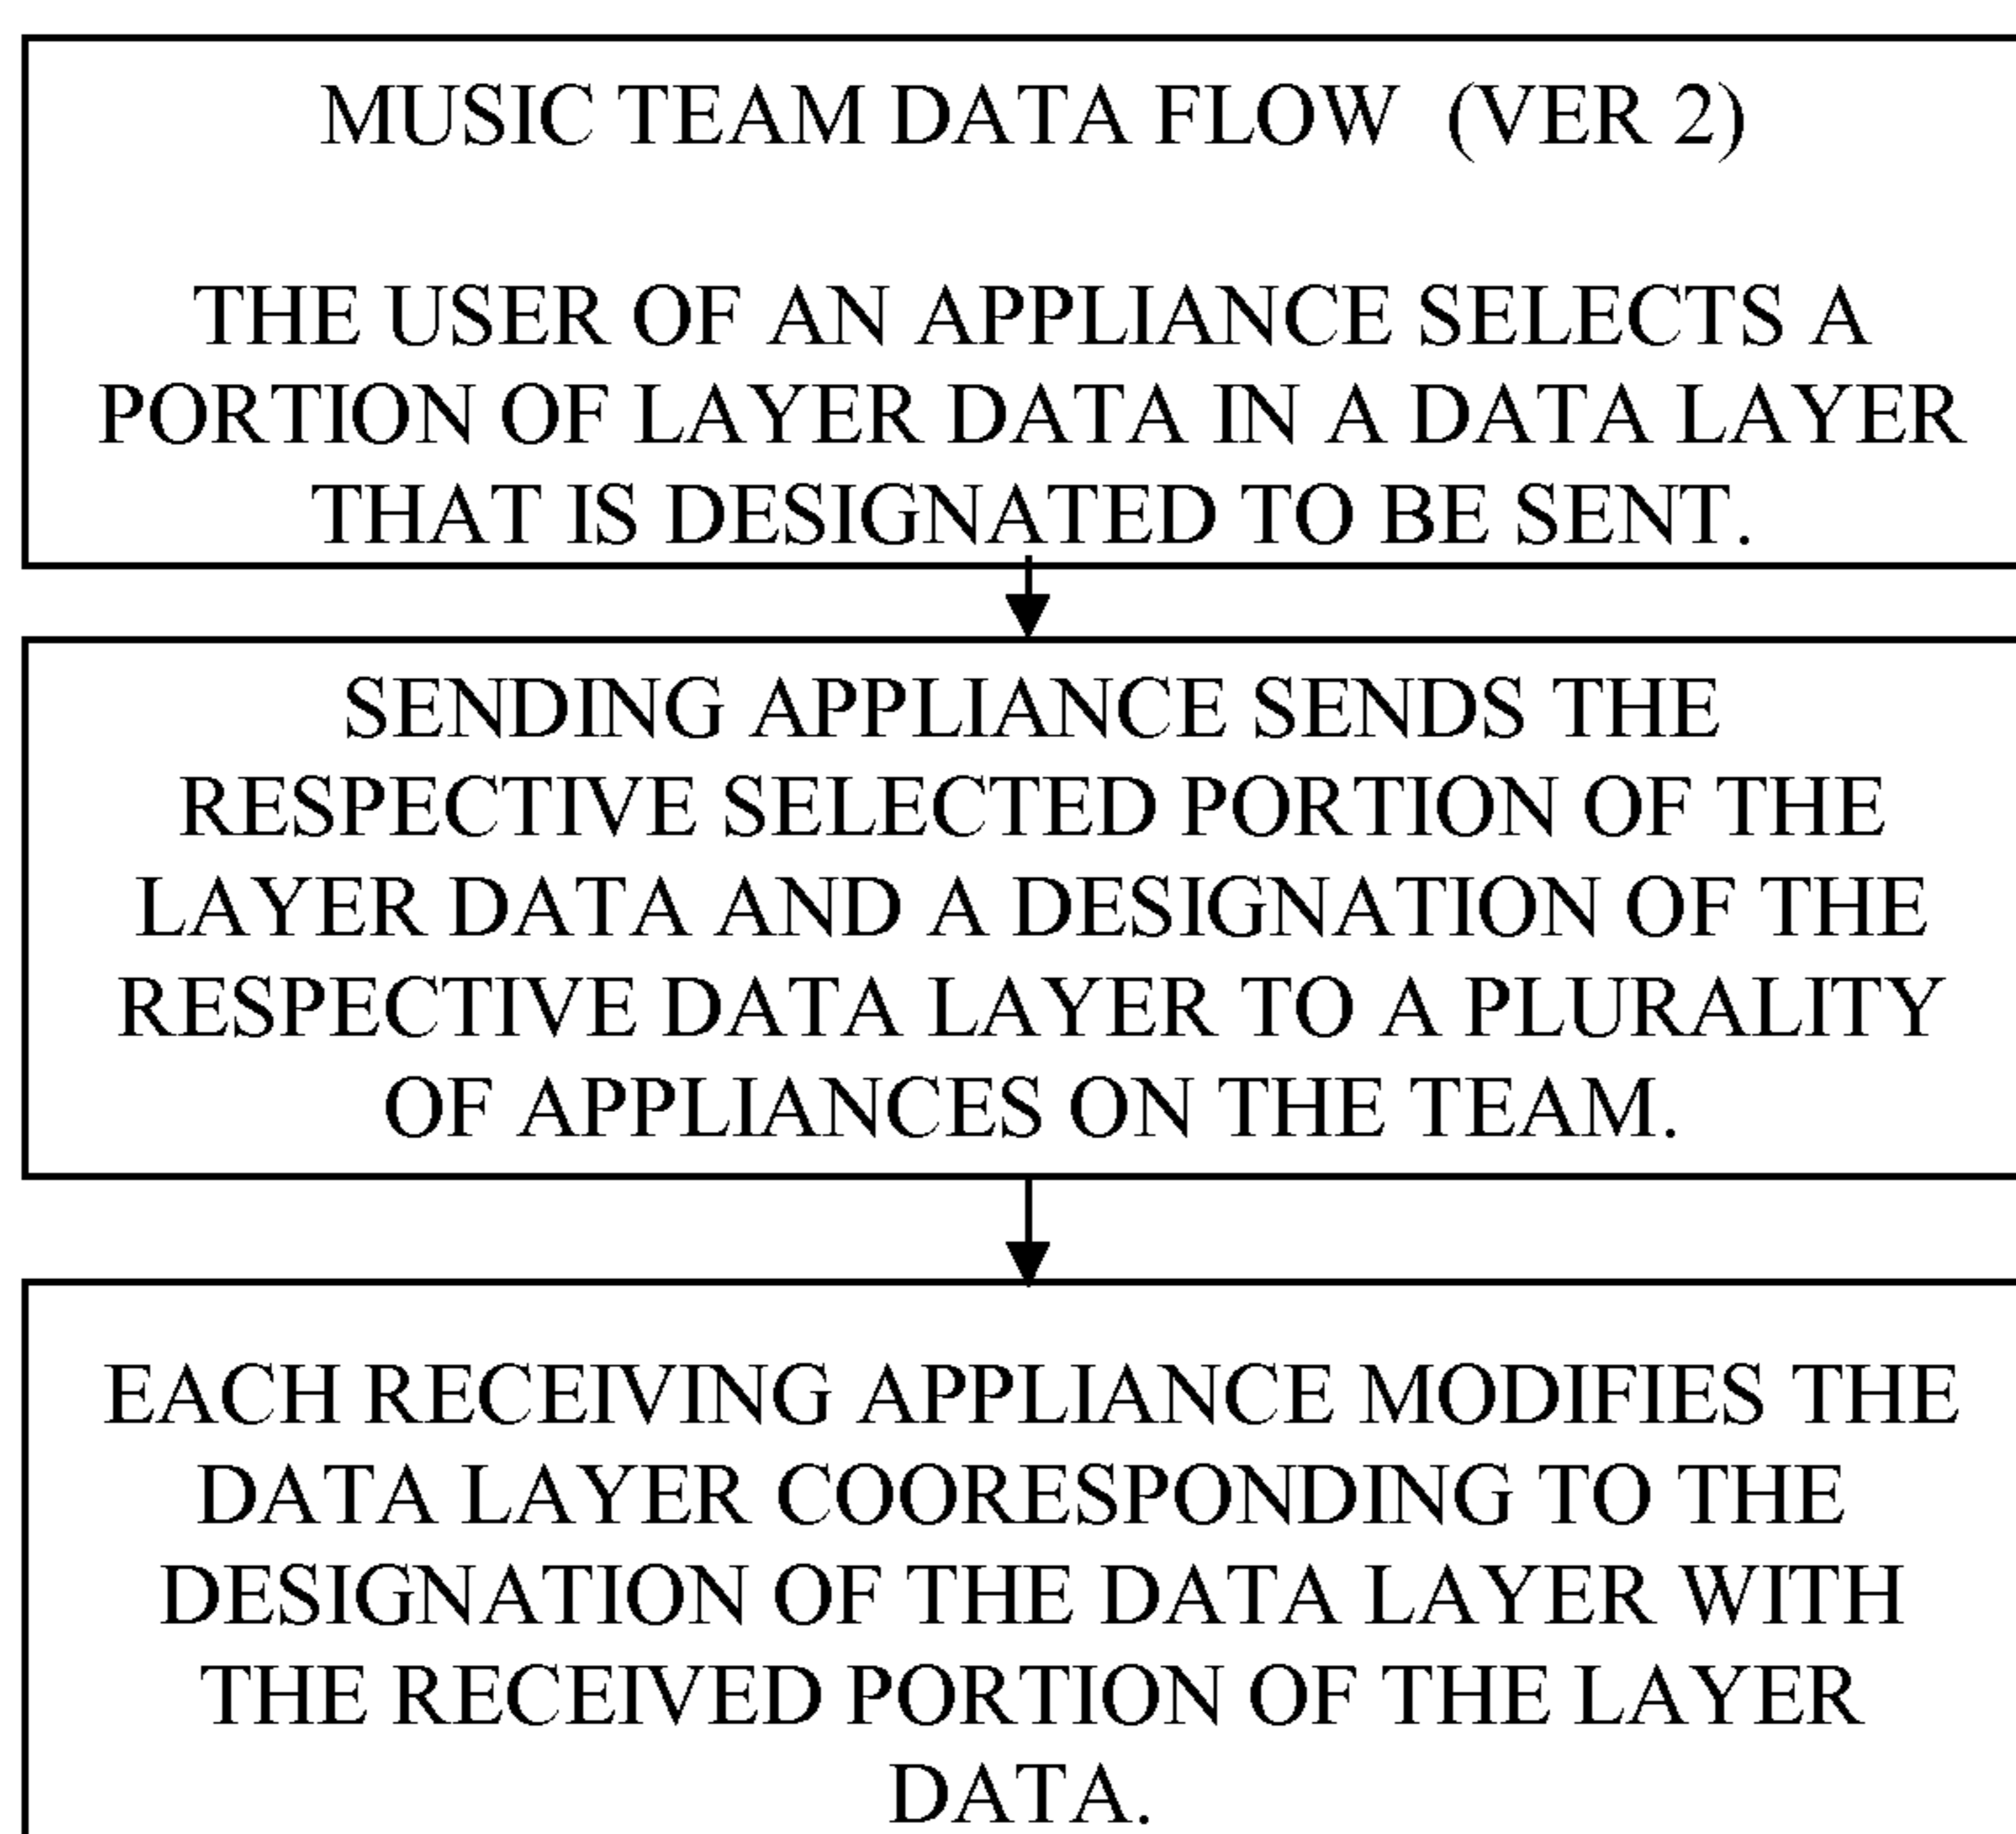 MUSIC TEAM DATA FLOW (VER 2)
THE USER OF AN APPLIANCE SELECTS A
PORTION OF LAYER DATA IN A DATA LAYER
THAT IS DESIGNATED TO BE SENT.
SENDING APPLIANCE SENDS THE
RESPECTIVE SELECTED PORTION OF THE
LAYER DATA AND A DESIGNATION OF THE
RESPECTIVE DATA LAYER TO A PLURALITY
OF APPLIANCES ON THE TEAM.
EACH RECEIVING APPLIANCE MODIFIES THE
DATA LAYER COORESPONDING TO THE
DESIGNATION OF THE DATA LAYER WITH
THE RECEIVED PORTION OF THE LAYER
DATA.